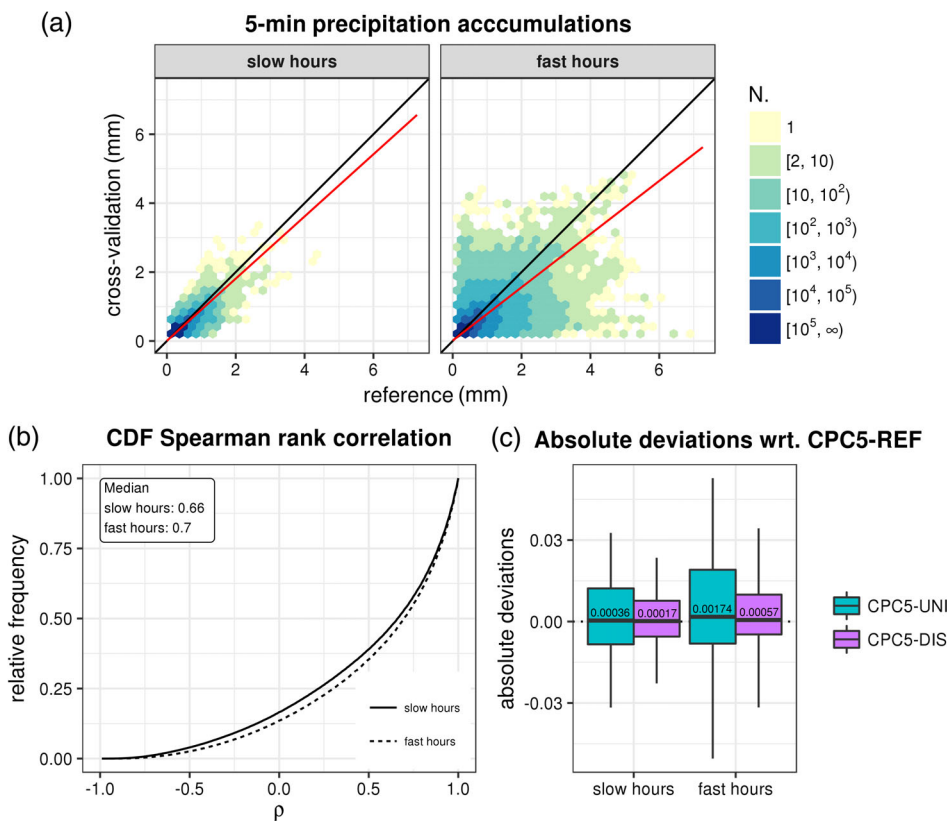 (a) 5-min precipitation acccumulations
slow hours fast hours
cross-validation (mm)
6
4
2
0
0 2 4 6 0 2 4 6
reference (mm)
N.
1
[2, 10)
[10, 10²)
[10², 10³)
[10³, 10⁴)
[10⁴, 10⁵)
[10⁵, ∞)
(b) CDF Spearman rank correlation
relative frequency
1.00
0.75
0.50
0.25
0.00
Median
slow hours: 0.66
fast hours: 0.7
slow hours
fast hours
-1.0 -0.5 0.0 0.5 1.0
ρ
(c) Absolute deviations wrt. CPC5-REF
absolute deviations
0.03
0.00
-0.03
0.00036 0.00017 0.00174 0.00057
slow hours fast hours
CPC5-UNI
CPC5-DIS